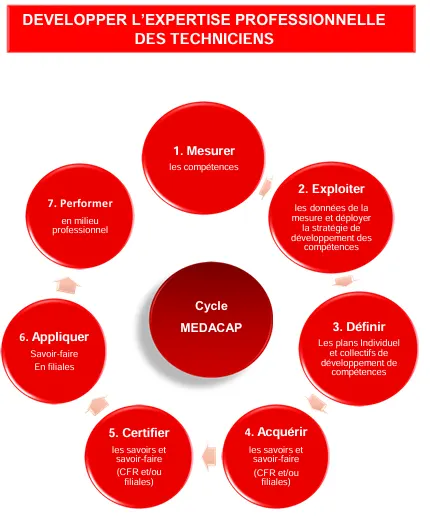 DEVELOPPER L'EXPERTISE PROFESSIONNELLE
DES TECHNICIENS
1. Mesurer
les compétences
2. Exploiter
les données de la
mesure et déployer
la stratégie de
développement des
compétences
3. Définir
Les plans Individuel
et collectifs de
développement de
compétences
4. Acquérir
les savoirs et
savoir-faire
(CFR et/ou
filiales)
5. Certifier
les savoirs et
savoir-faire
(CFR et/ou
filiales)
6. Appliquer
Savoir-faire
En filiales
7. Performer
en milieu
professionnel
Cycle
MEDACAP